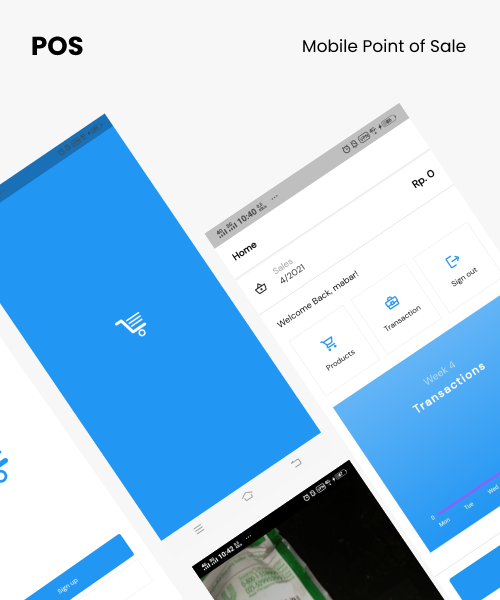 POS
Mobile Point of Sale
10:40
Home
Rp. 0
Sales
4/2021
Welcome Back, mabar!
Products
Transaction
Sign out
Week 4
Transactions
0
Mon
Tue
Wed
Sign up
10:42